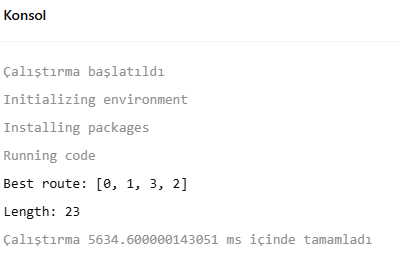 Konsol
Çalıştırma başlatıldı
Initializing environment
Installing packages
Running code
Best route: [0, 1, 3, 2]
Length: 23
Çalıştırma 5634.600000143051 ms içinde tamamladı